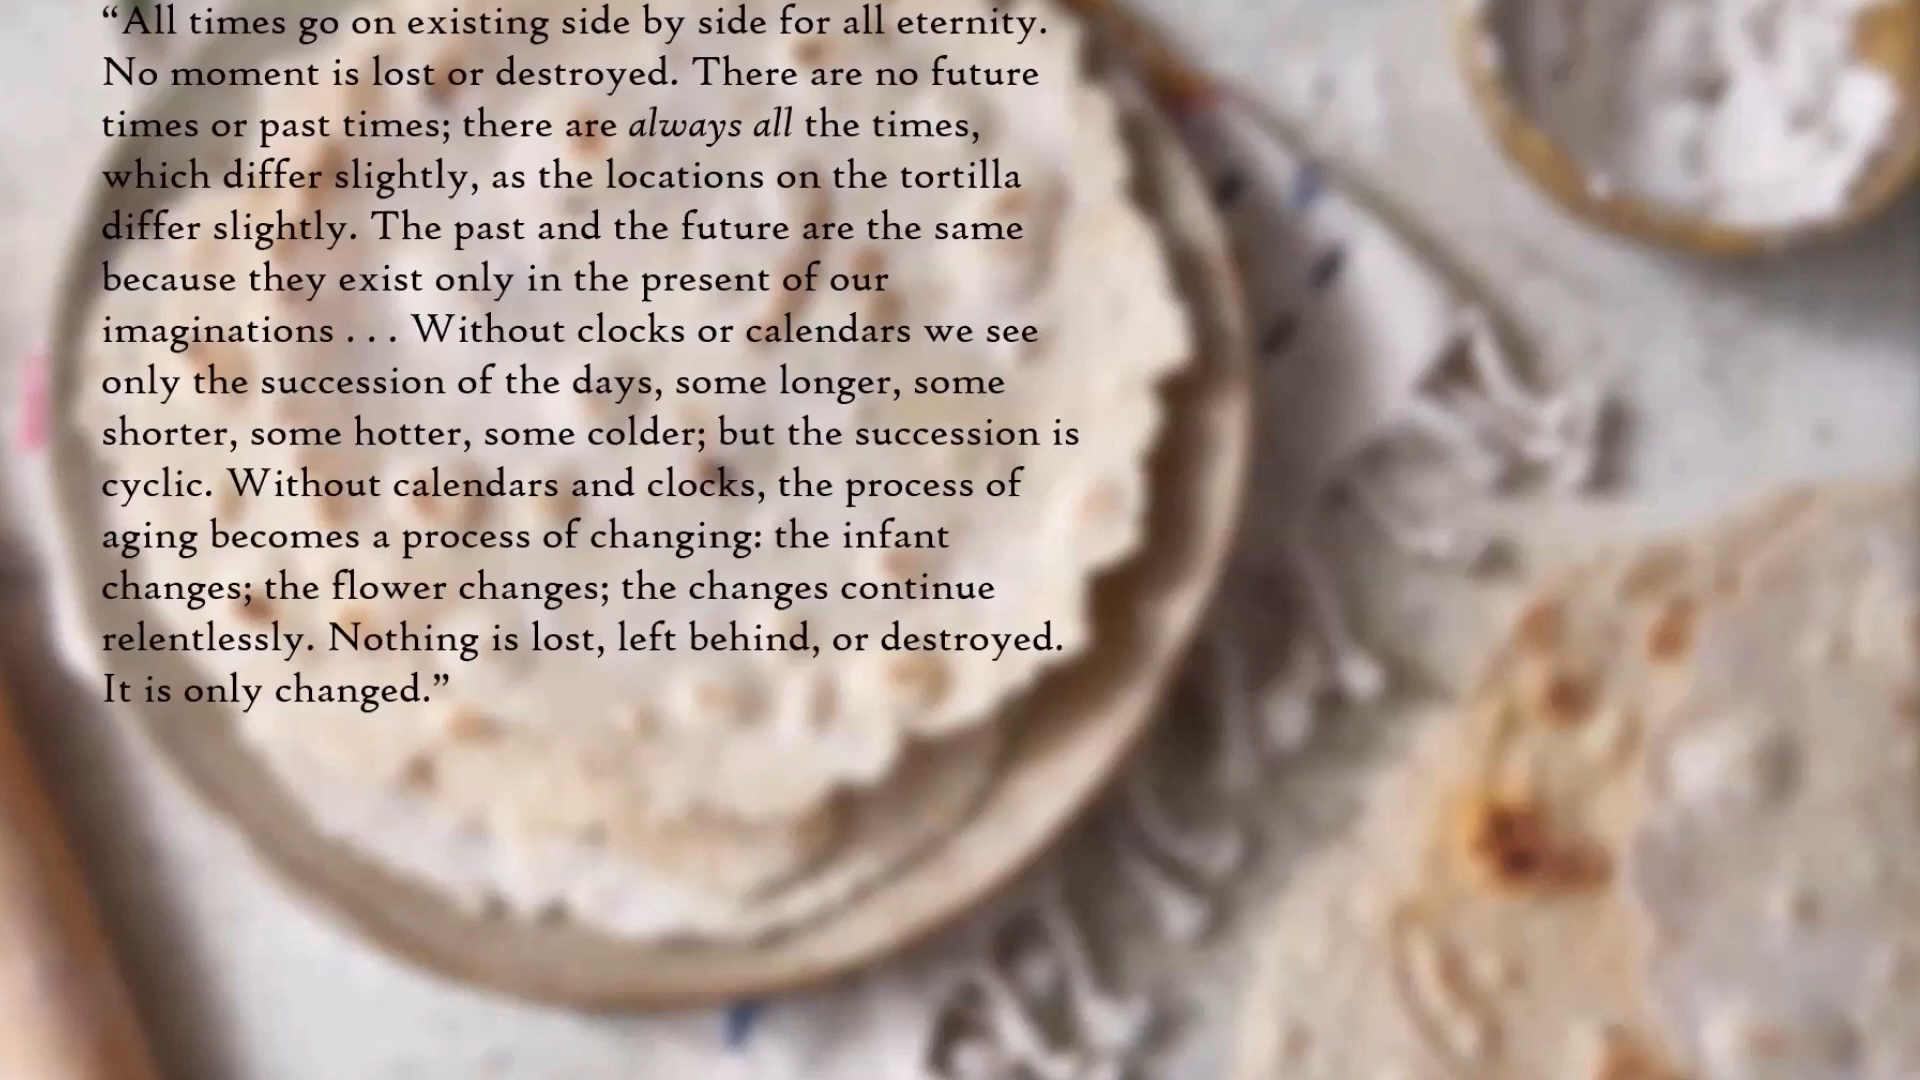 “All times go on existing side by side for all eternity.
No moment is lost or destroyed. There are no future
times or past times; there are always all the times,
which differ slightly, as the locations on the tortilla
differ slightly. The past and the future are the same
because they exist only in the present of our
imaginations . . . Without clocks or calendars we see
only the succession of the days, some longer, some
shorter, some hotter, some colder; but the succession is
cyclic. Without calendars and clocks, the process of
aging becomes a process of changing: the infant
changes; the flower changes; the changes continue
relentlessly. Nothing is lost, left behind, or destroyed.
It is only changed.”